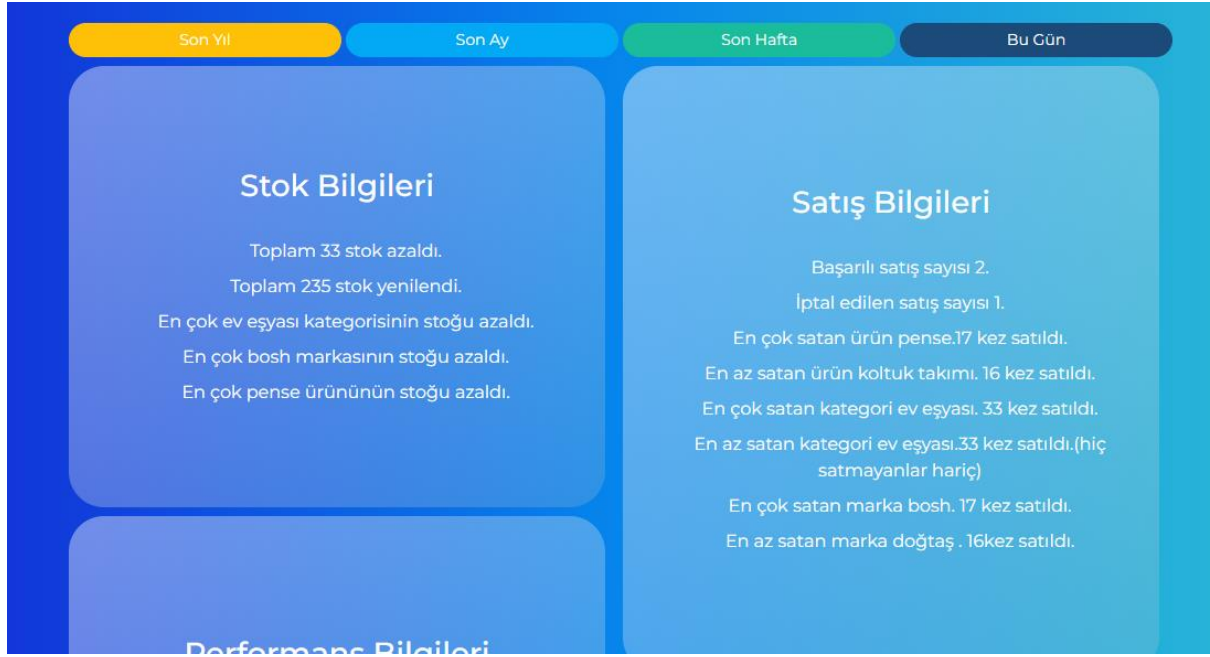 Son Yıl
Son Ay
Son Hafta
Bu Gün
Stok Bilgileri
Toplam 33 stok azaldı.
Toplam 235 stok yenilendi.
En çok ev eşyası kategorisinin stoğu azaldı.
En çok bosh markasının stoğu azaldı.
En çok pense ürününün stoğu azaldı.
Satış Bilgileri
Başarılı satış sayısı 2.
İptal edilen satış sayısı 1.
En çok satan ürün pense.17 kez satıldı.
En az satan ürün koltuk takımı. 16 kez satıldı.
En çok satan kategori ev eşyası. 33 kez satıldı.
En az satan kategori ev eşyası.33 kez satıldı.(hiç
satmayanlar hariç)
En çok satan marka bosh. 17 kez satıldı.
En az satan marka doğtaş . 16kez satıldı.
Performans Bilgileri